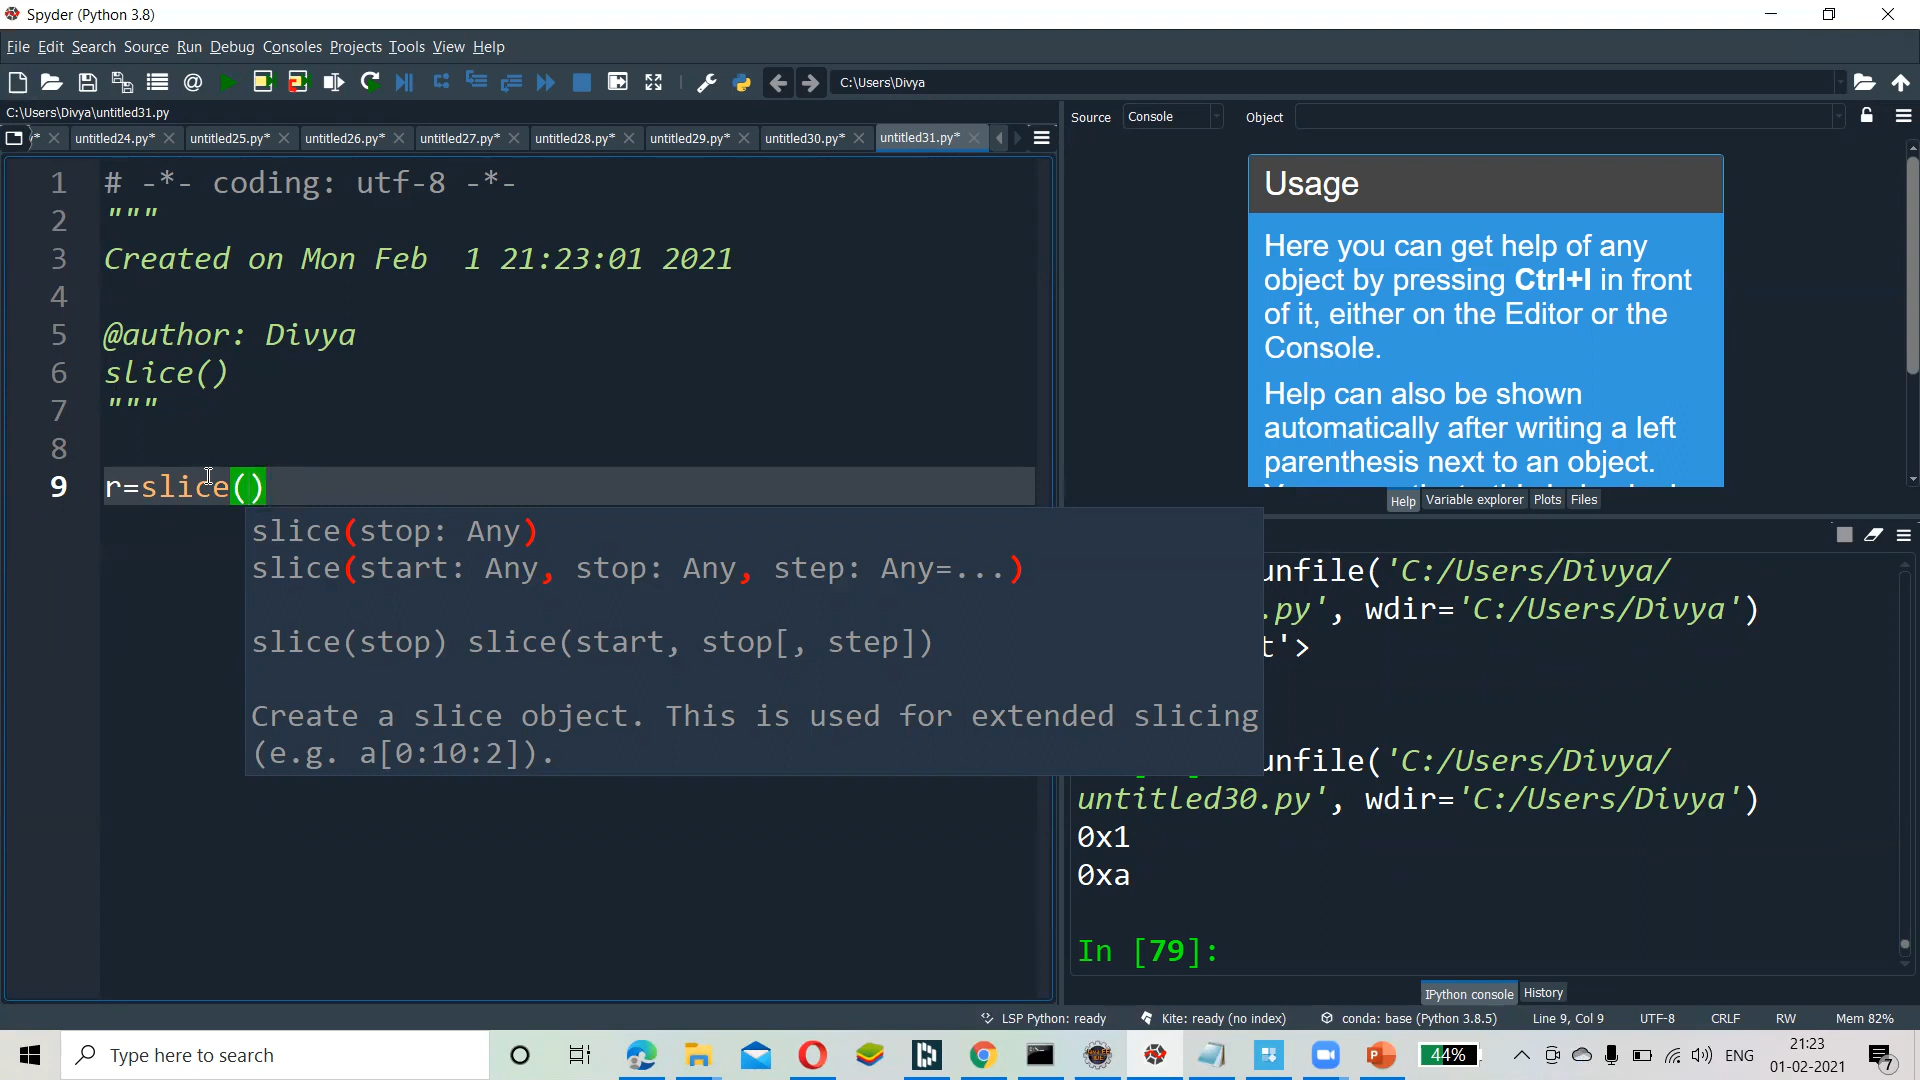 Spyder (Python 3.8)
File Edit Search Source Run Debug Consoles Projects Tools View Help
C:\Users\Divya
C:\Users\Divya\untitled31.py
Source Console Object
untitled24.py* untitled25.py* untitled26.py* untitled27.py* untitled28.py* untitled29.py* untitled30.py* untitled31.py*
1 # -*- coding: utf-8 -*-
2 """
3 Created on Mon Feb  1 21:23:01 2021
4
5 @author: Divya
6 slice()
7 """
8
9 r=slice()
slice(stop: Any)
slice(start: Any, stop: Any, step: Any=...)
slice(stop) slice(start, stop[, step])
Create a slice object. This is used for extended slicing
(e.g. a[0:10:2]).
Usage
Here you can get help of any
object by pressing Ctrl+I in front
of it, either on the Editor or the
Console.
Help can also be shown
automatically after writing a left
parenthesis next to an object.
Help Variable explorer Plots Files
unfile('C:/Users/Divya/
.py', wdir='C:/Users/Divya')
t'>
unfile('C:/Users/Divya/
untitled30.py', wdir='C:/Users/Divya')
0x1
0xa
In [79]:
IPython console History
LSP Python: ready Kite: ready (no index) conda: base (Python 3.8.5) Line 9, Col 9 UTF-8 CRLF RW Mem 82%
Type here to search
44%
ENG
21:23
01-02-2021
7